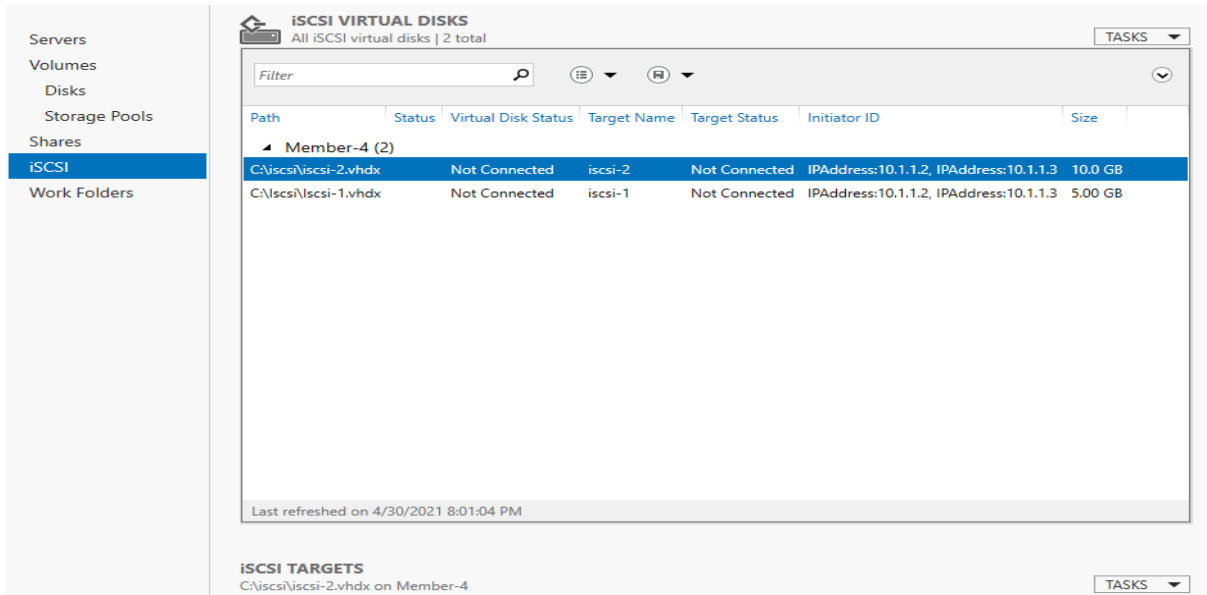 Servers
Volumes
Disks
Storage Pools
Shares
iSCSI
Work Folders
iSCSI VIRTUAL DISKS
All iSCSI virtual disks | 2 total
TASKS
Filter
Path Status Virtual Disk Status Target Name Target Status Initiator ID Size
Member-4 (2)
C:\iscsi\iscsi-2.vhdx Not Connected iscsi-2 Not Connected IPAddress:10.1.1.2, IPAddress:10.1.1.3 10.0 GB
C:\Iscsi\Iscsi-1.vhdx Not Connected iscsi-1 Not Connected IPAddress:10.1.1.2, IPAddress:10.1.1.3 5.00 GB
Last refreshed on 4/30/2021 8:01:04 PM
iSCSI TARGETS
C:\iscsi\iscsi-2.vhdx on Member-4
TASKS